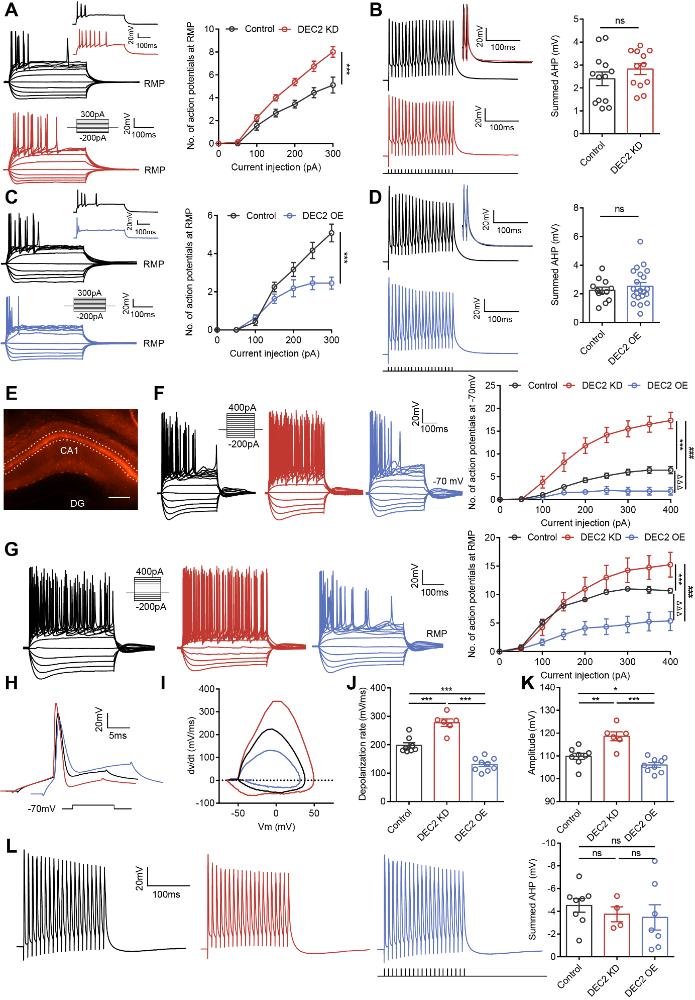 A
20mV
100ms
RMP
300pA
-200pA
20mV
100ms
RMP
No. of action potentials at RMP
10
8
6
4
2
0
Control
DEC2 KD
***
0
100
200
300
Current injection (pA)
B
20mV
100ms
20mV
100ms
Summed AHP (mV)
5
4
3
2
1
0
ns
Control
DEC2 KD
C
20mV
100ms
RMP
300pA
-200pA
20mV
100ms
RMP
No. of action potentials at RMP
6
4
2
0
Control
DEC2 OE
***
0
100
200
300
Current injection (pA)
D
20mV
100ms
20mV
100ms
Summed AHP (mV)
8
6
4
2
0
ns
Control
DEC2 OE
E
CA1
DG
F
400pA
-200pA
20mV
100ms
-70 mV
No. of action potentials at -70mV
25
20
15
10
5
0
Control
DEC2 KD
DEC2 OE
***
###
ΔΔΔ
0
100
200
300
400
Current injection (pA)
G
400pA
-200pA
20mV
100ms
RMP
No. of action potentials at RMP
20
15
10
5
0
Control
DEC2 KD
DEC2 OE
***
###
ΔΔΔ
0
100
200
300
400
Current injection (pA)
H
20mV
5ms
-70mV
I
dv/dt (mV/ms)
400
300
200
100
0
-100
-50
0
50
Vm (mV)
J
Depolarization rate (mV/ms)
400
300
200
100
0
***
***
***
Control
DEC2 KD
DEC2 OE
K
Amplitude (mV)
140
130
120
110
100
90
*
**
***
Control
DEC2 KD
DEC2 OE
L
20mV
100ms
Summed AHP (mV)
-10
-8
-6
-4
-2
0
ns
ns
ns
Control
DEC2 KD
DEC2 OE